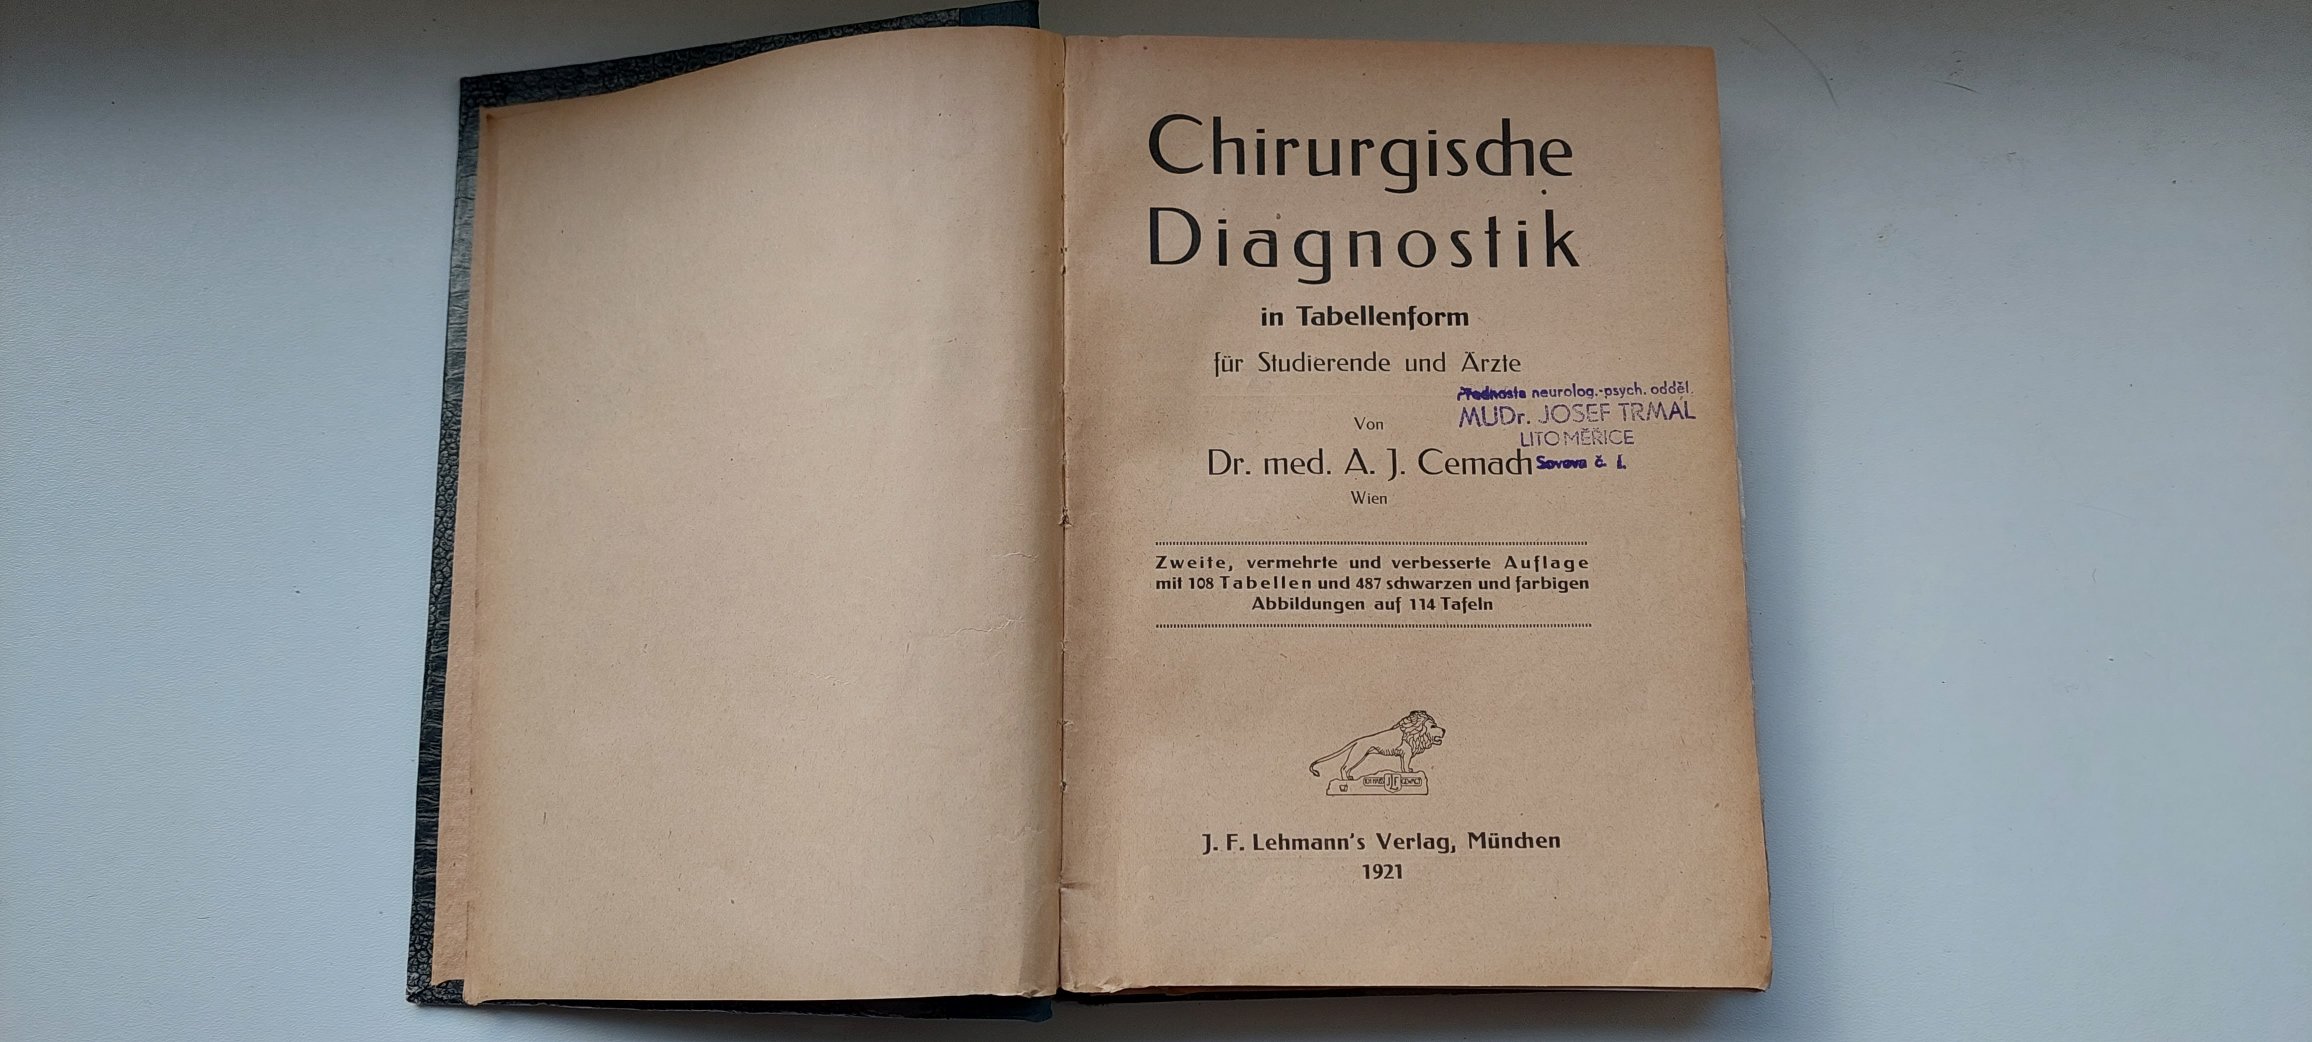 Chirurgische
Diagnostik
in Tabellenform
für Studierende und Ärzte
Von
Dr. med. A. J. Cemach
Wien
Přednosta neurolog.-psych. odděl.
MUDr. JOSEF TRMAL
LITOMĚŘICE
Sovova č. 1.
Zweite, vermehrte und verbesserte Auflage
mit 108 Tabellen und 487 schwarzen und farbigen
Abbildungen auf 114 Tafeln
J. F. Lehmann's Verlag, München
1921